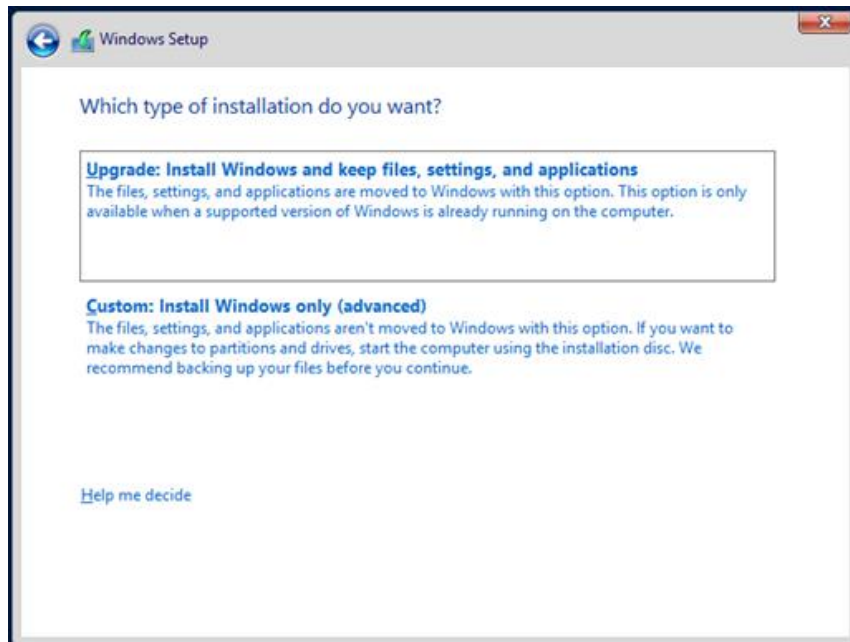 Windows Setup
Which type of installation do you want?
Upgrade: Install Windows and keep files, settings, and applications
The files, settings, and applications are moved to Windows with this option. This option is only
available when a supported version of Windows is already running on the computer.
Custom: Install Windows only (advanced)
The files, settings, and applications aren't moved to Windows with this option. If you want to
make changes to partitions and drives, start the computer using the installation disc. We
recommend backing up your files before you continue.
Help me decide